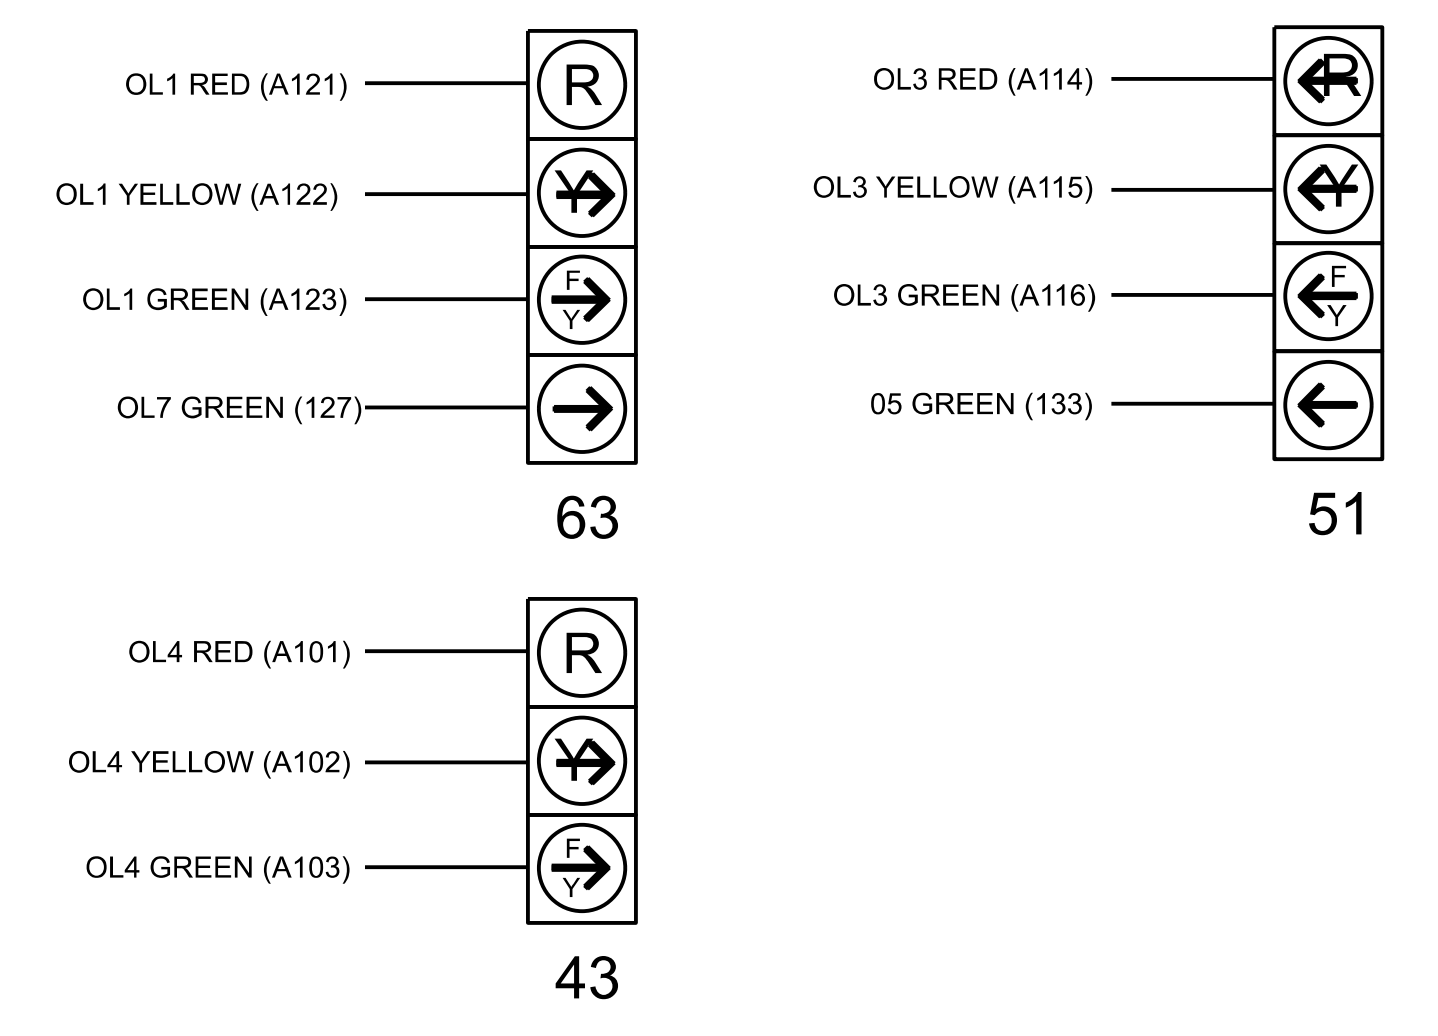 OL1 RED (A121)
R
OL1 YELLOW (A122)
Y
OL1 GREEN (A123)
F
Y
OL7 GREEN (127)
63
OL3 RED (A114)
R
OL3 YELLOW (A115)
Y
OL3 GREEN (A116)
F
Y
05 GREEN (133)
51
OL4 RED (A101)
R
OL4 YELLOW (A102)
Y
OL4 GREEN (A103)
F
Y
43